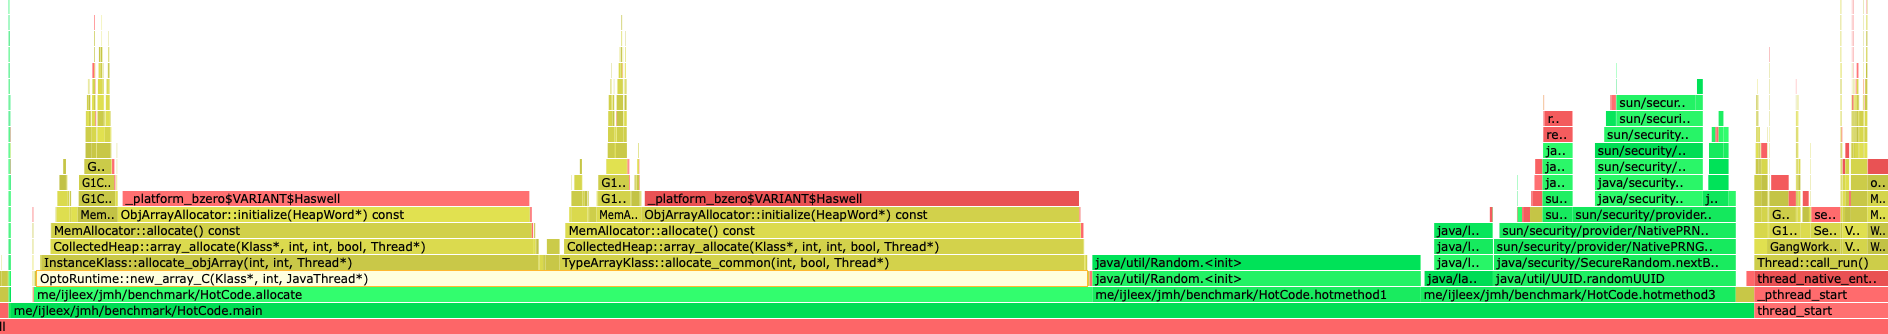 sun/secur..
r.. sun/securi..
re.. sun/security..
ja.. sun/security/..
G.. ja.. sun/security/..
G1C.. G1.. ja.. java/security.. o..
G1C.. _platform_bzero$VARIANT$Haswell G1.. _platform_bzero$VARIANT$Haswell su.. java/security.. j.. M..
Mem.. ObjArrayAllocator::initialize(HeapWord*) const MemA.. ObjArrayAllocator::initialize(HeapWord*) const su.. sun/security/provider.. G.. se.. M..
MemAllocator::allocate() const MemAllocator::allocate() const java/l.. sun/security/provider/NativePRN.. G1.. Se.. V.. W..
CollectedHeap::array_allocate(Klass*, int, int, bool, Thread*) CollectedHeap::array_allocate(Klass*, int, int, bool, Thread*) java/l.. sun/security/provider/NativePRNG.. GangWork.. V.. W..
InstanceKlass::allocate_objArray(int, int, Thread*) TypeArrayKlass::allocate_common(int, bool, Thread*) java/util/Random.<init> java/l.. java/security/SecureRandom.nextB.. Thread::call_run()
OptoRuntime::new_array_C(Klass*, int, JavaThread*) java/util/Random.<init> java/la.. java/util/UUID.randomUUID thread_native_ent..
me/ijleex/jmh/benchmark/HotCode.allocate me/ijleex/jmh/benchmark/HotCode.hotmethod1 me/ijleex/jmh/benchmark/HotCode.hotmethod3 _pthread_start
me/ijleex/jmh/benchmark/HotCode.main thread_start
ll